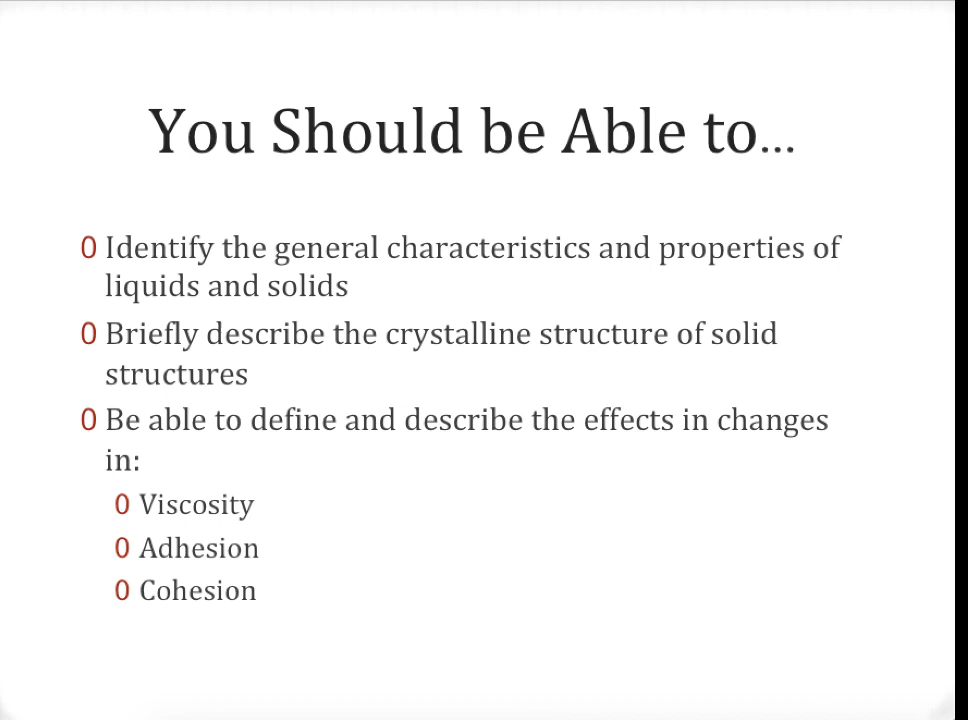 You Should be Able to...
0 Identify the general characteristics and properties of
liquids and solids
0 Briefly describe the crystalline structure of solid
structures
0 Be able to define and describe the effects in changes
in:
0 Viscosity
0 Adhesion
0 Cohesion